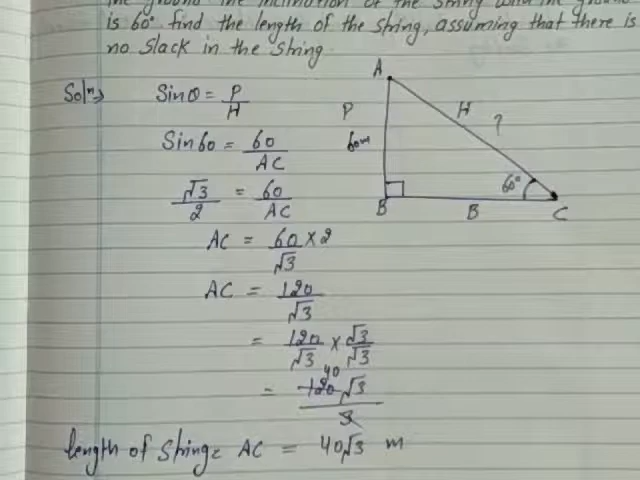 the ground. The inclination of the string with the ground
is 60° find the length of the string, assuming that there is
no slack in the string.
Solⁿ⇒ Sin θ = P/H
Sin 60 = 60/AC
√3/2 = 60/AC
AC = 60 × 2/√3
AC = 120/√3
= 120/√3 × √3/√3
= 40 120√3/3
length of string = AC = 40√3 m
A
P H ?
60m
60°
B B C